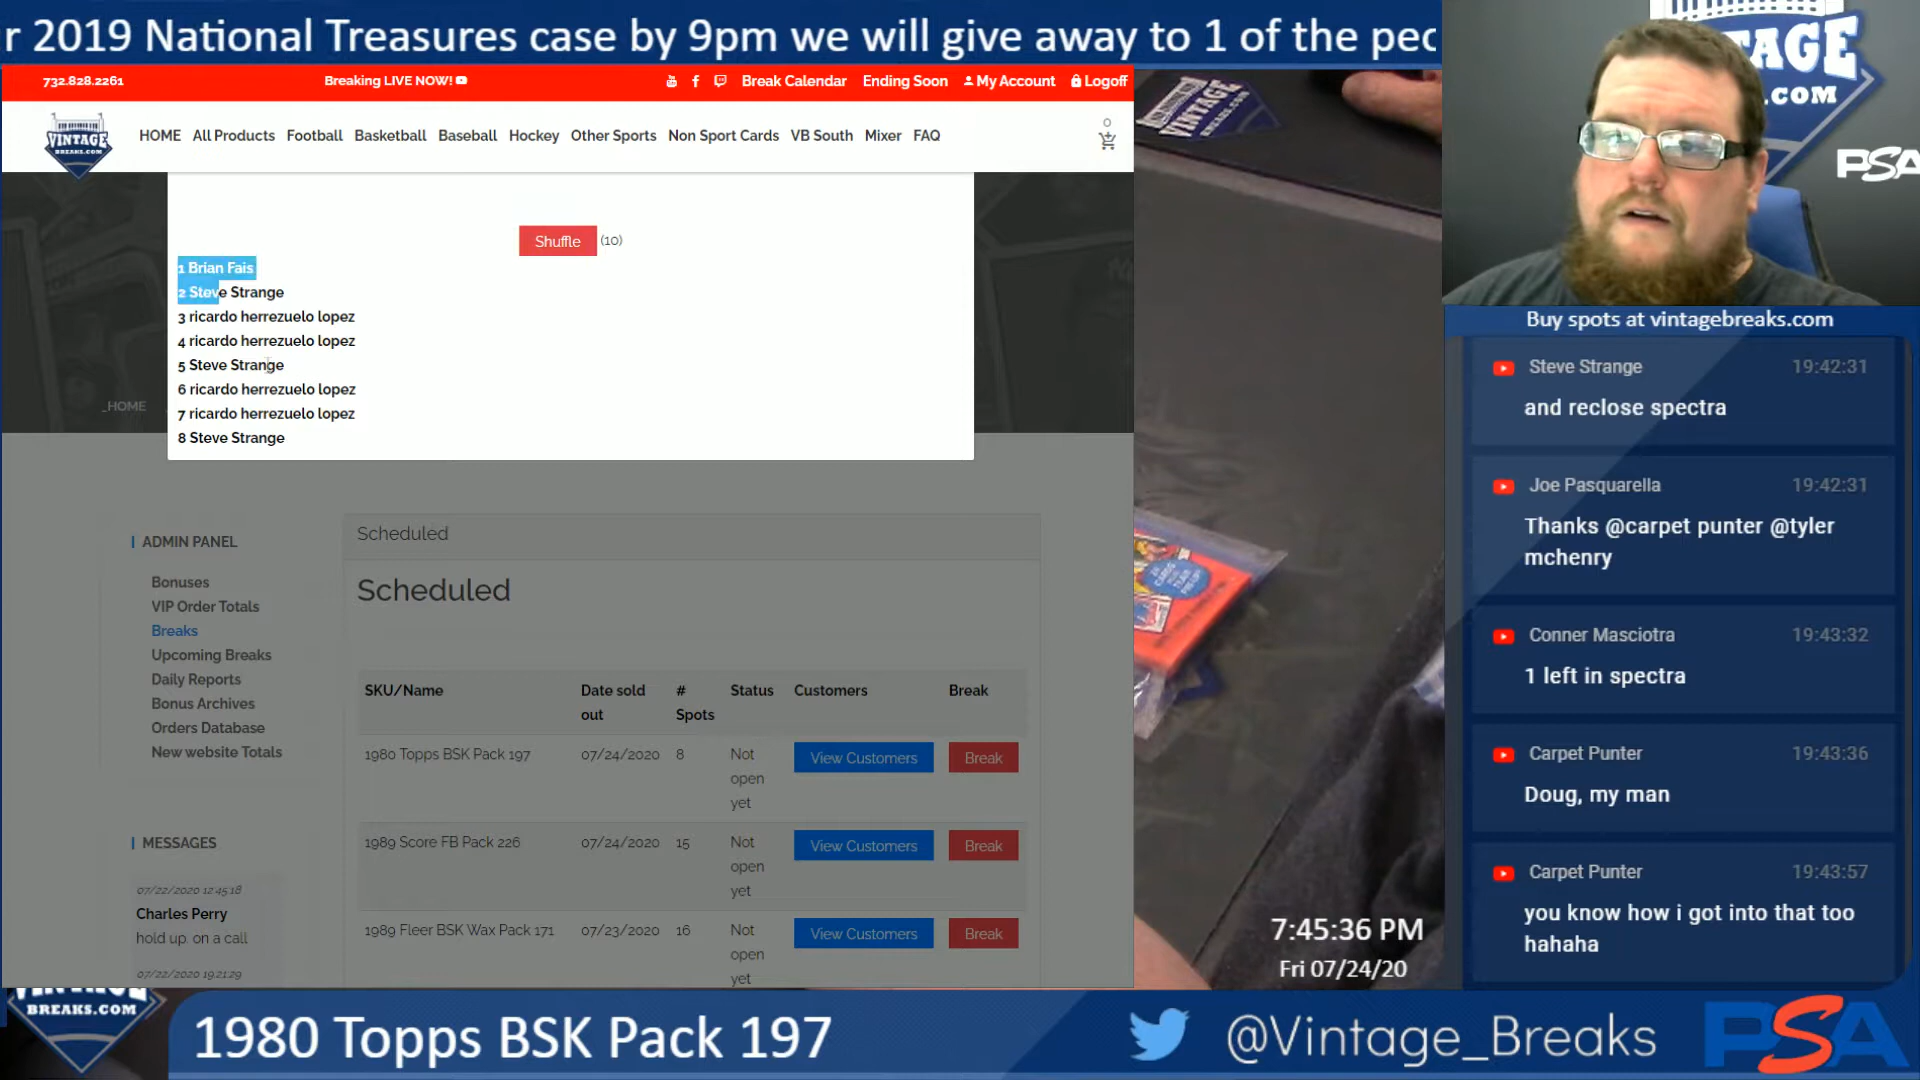 r 2019 National Treasures case by 9pm we will give away to 1 of the pec
732.828.2261
Breaking LIVE NOW!
Break Calendar
Ending Soon
My Account
Logoff
VINTAGE
BREAKS.COM
HOME
All Products
Football
Basketball
Baseball
Hockey
Other Sports
Non Sport Cards
VB South
Mixer
FAQ
0
Shuffle (10)
1 Brian Fais
2 Steve Strange
3 ricardo herrezuelo lopez
4 ricardo herrezuelo lopez
5 Steve Strange
6 ricardo herrezuelo lopez
7 ricardo herrezuelo lopez
8 Steve Strange
_HOME
ADMIN PANEL
Bonuses
VIP Order Totals
Breaks
Upcoming Breaks
Daily Reports
Bonus Archives
Orders Database
New website Totals
MESSAGES
07/22/2020 12:45:18
Charles Perry
hold up. on a call
07/22/2020 19:21:29
Scheduled
Scheduled
SKU/Name
Date sold out
# Spots
Status
Customers
Break
1980 Topps BSK Pack 197
07/24/2020
8
Not open yet
View Customers
Break
1989 Score FB Pack 226
07/24/2020
15
Not open yet
View Customers
Break
1989 Fleer BSK Wax Pack 171
07/23/2020
16
Not open yet
View Customers
Break
VINTAGE
BREAKS.COM
TAGE
.COM
PSA
Buy spots at vintagebreaks.com
Steve Strange 19:42:31
and reclose spectra
Joe Pasquarella 19:42:31
Thanks @carpet punter @tyler
mchenry
Conner Masciotra 19:43:32
1 left in spectra
Carpet Punter 19:43:36
Doug, my man
Carpet Punter 19:43:57
you know how i got into that too
hahaha
7:45:36 PM
Fri 07/24/20
VINTAGE
BREAKS.COM
1980 Topps BSK Pack 197
@Vintage_Breaks
PSA